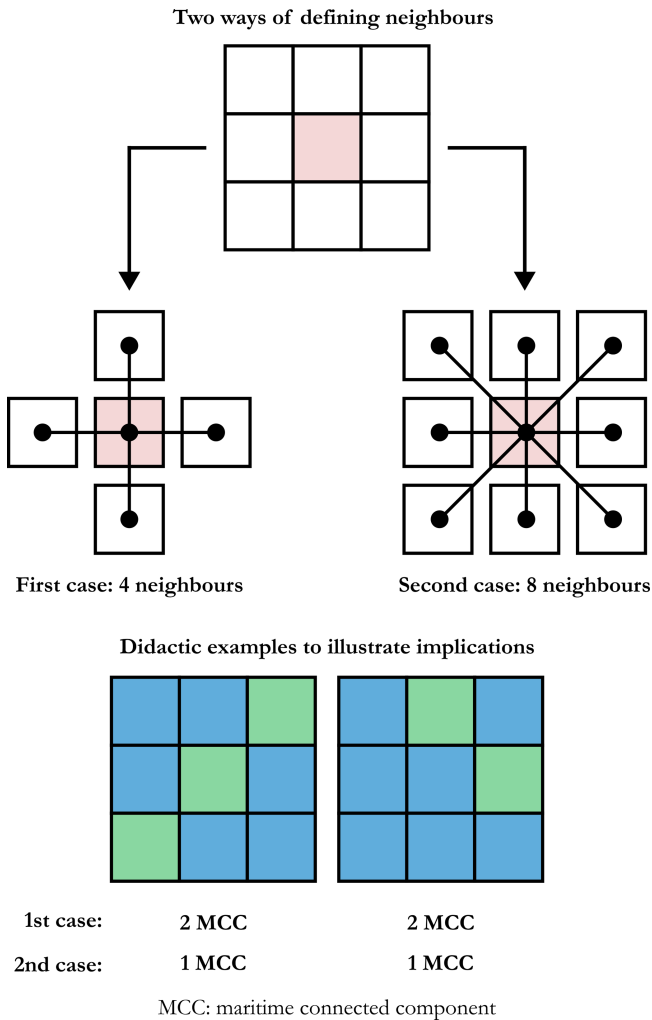 Two ways of defining neighbours
First case: 4 neighbours
Second case: 8 neighbours
Didactic examples to illustrate implications
1st case: 2 MCC 2 MCC
2nd case: 1 MCC 1 MCC
MCC: maritime connected component